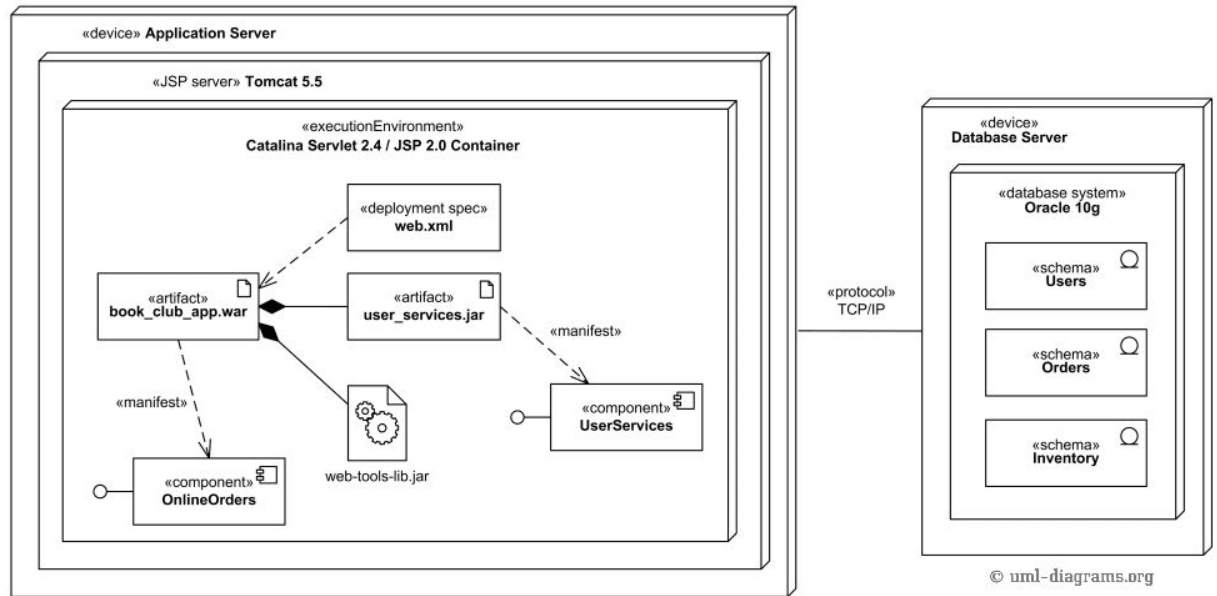 «device» Application Server
«JSP server» Tomcat 5.5
«executionEnvironment»
Catalina Servlet 2.4 / JSP 2.0 Container
«deployment spec»
web.xml
«artifact»
book_club_app.war
«artifact»
user_services.jar
«manifest»
«manifest»
web-tools-lib.jar
«component»
UserServices
«component»
OnlineOrders
«protocol»
TCP/IP
«device»
Database Server
«database system»
Oracle 10g
«schema»
Users
«schema»
Orders
«schema»
Inventory
© uml-diagrams.org